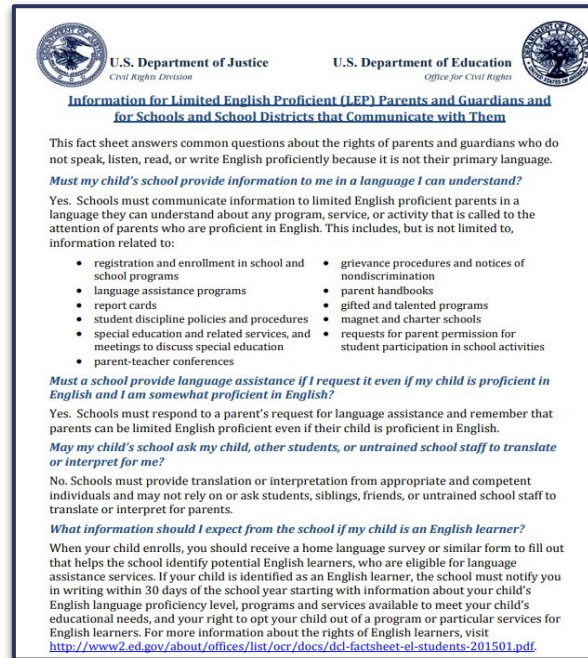 U.S. Department of Justice
Civil Rights Division
U.S. Department of Education
Office for Civil Rights
Information for Limited English Proficient (LEP) Parents and Guardians and
for Schools and School Districts that Communicate with Them
This fact sheet answers common questions about the rights of parents and guardians who do
not speak, listen, read, or write English proficiently because it is not their primary language.
Must my child's school provide information to me in a language I can understand?
Yes. Schools must communicate information to limited English proficient parents in a
language they can understand about any program, service, or activity that is called to the
attention of parents who are proficient in English. This includes, but is not limited to,
information related to:
• registration and enrollment in school and
school programs
• language assistance programs
• report cards
• student discipline policies and procedures
• special education and related services, and
meetings to discuss special education
• parent-teacher conferences
• grievance procedures and notices of
nondiscrimination
• parent handbooks
• gifted and talented programs
• magnet and charter schools
• requests for parent permission for
student participation in school activities
Must a school provide language assistance if I request it even if my child is proficient in
English and I am somewhat proficient in English?
Yes. Schools must respond to a parent's request for language assistance and remember that
parents can be limited English proficient even if their child is proficient in English.
May my child's school ask my child, other students, or untrained school staff to translate
or interpret for me?
No. Schools must provide translation or interpretation from appropriate and competent
individuals and may not rely on or ask students, siblings, friends, or untrained school staff to
translate or interpret for parents.
What information should I expect from the school if my child is an English learner?
When your child enrolls, you should receive a home language survey or similar form to fill out
that helps the school identify potential English learners, who are eligible for language
assistance services. If your child is identified as an English learner, the school must notify you
in writing within 30 days of the school year starting with information about your child's
English language proficiency level, programs and services available to meet your child's
educational needs, and your right to opt your child out of a program or particular services for
English learners. For more information about the rights of English learners, visit
http://www2.ed.gov/about/offices/list/ocr/docs/dcl-factsheet-el-students-201501.pdf.